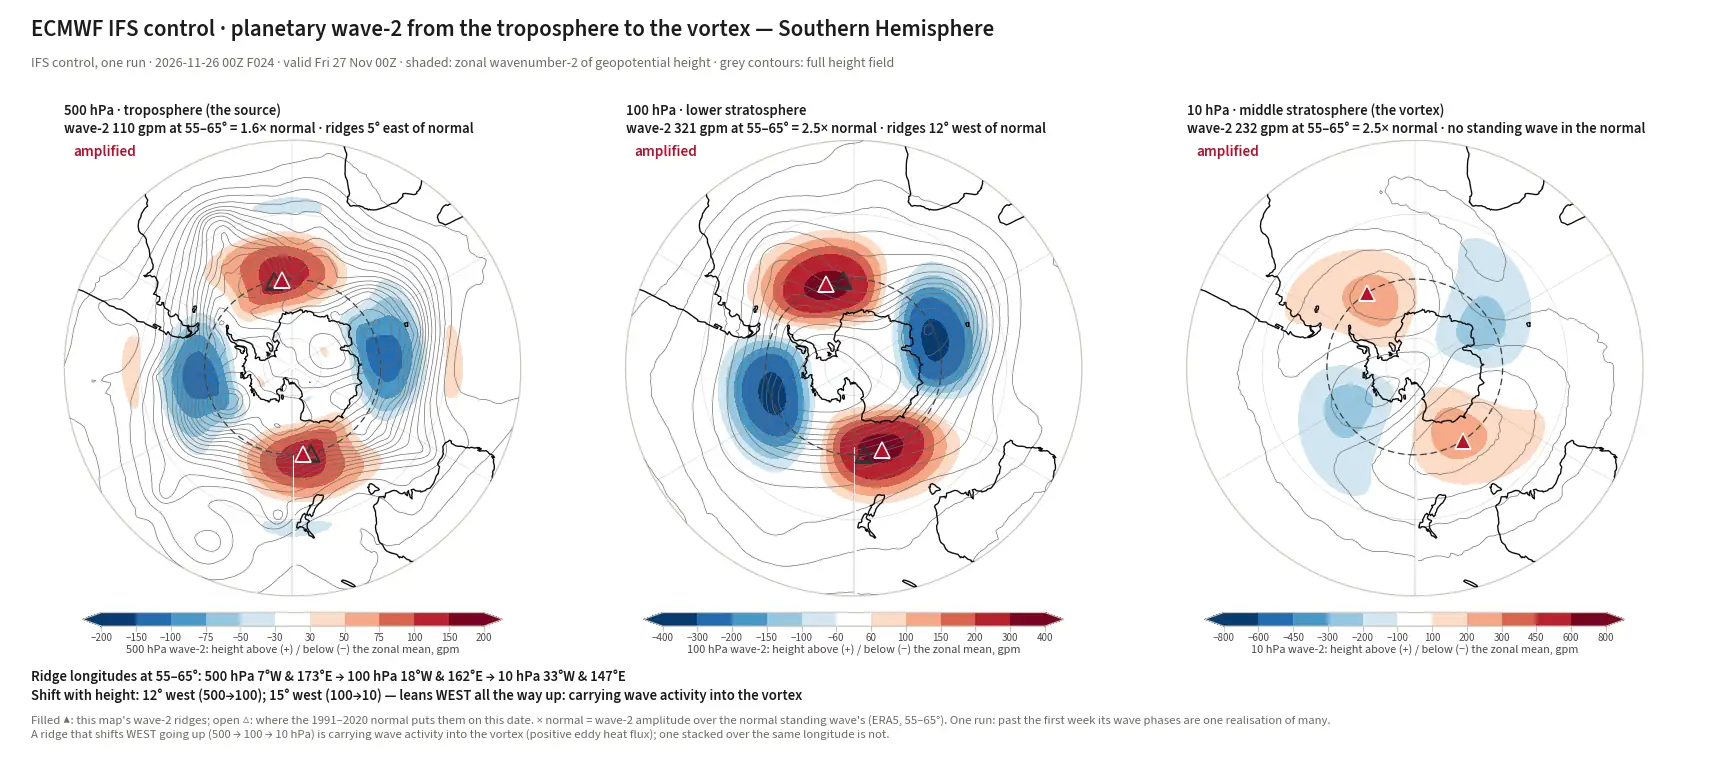 ECMWF IFS control · planetary wave-2 from the troposphere to the vortex — Southern Hemisphere
IFS control, one run · 2026-11-26 00Z F024 · valid Fri 27 Nov 00Z · shaded: zonal wavenumber-2 of geopotential height · grey contours: full height field
500 hPa · troposphere (the source)
wave-2 110 gpm at 55–65° = 1.6× normal · ridges 5° east of normal
amplified
100 hPa · lower stratosphere
wave-2 321 gpm at 55–65° = 2.5× normal · ridges 12° west of normal
amplified
10 hPa · middle stratosphere (the vortex)
wave-2 232 gpm at 55–65° = 2.5× normal · no standing wave in the normal
amplified
−200 −150 −100 −75 −50 −30 30 50 75 100 150 200
500 hPa wave-2: height above (+) / below (−) the zonal mean, gpm
−400 −300 −200 −150 −100 −60 60 100 150 200 300 400
100 hPa wave-2: height above (+) / below (−) the zonal mean, gpm
−800 −600 −450 −300 −200 −100 100 200 300 450 600 800
10 hPa wave-2: height above (+) / below (−) the zonal mean, gpm
Ridge longitudes at 55–65°: 500 hPa 7°W & 173°E → 100 hPa 18°W & 162°E → 10 hPa 33°W & 147°E
Shift with height: 12° west (500→100); 15° west (100→10) — leans WEST all the way up: carrying wave activity into the vortex
Filled ▲: this map's wave-2 ridges; open △: where the 1991–2020 normal puts them on this date. × normal = wave-2 amplitude over the normal standing wave's (ERA5, 55–65°). One run: past the first week its wave phases are one realisation of many.
A ridge that shifts WEST going up (500 → 100 → 10 hPa) is carrying wave activity into the vortex (positive eddy heat flux); one stacked over the same longitude is not.